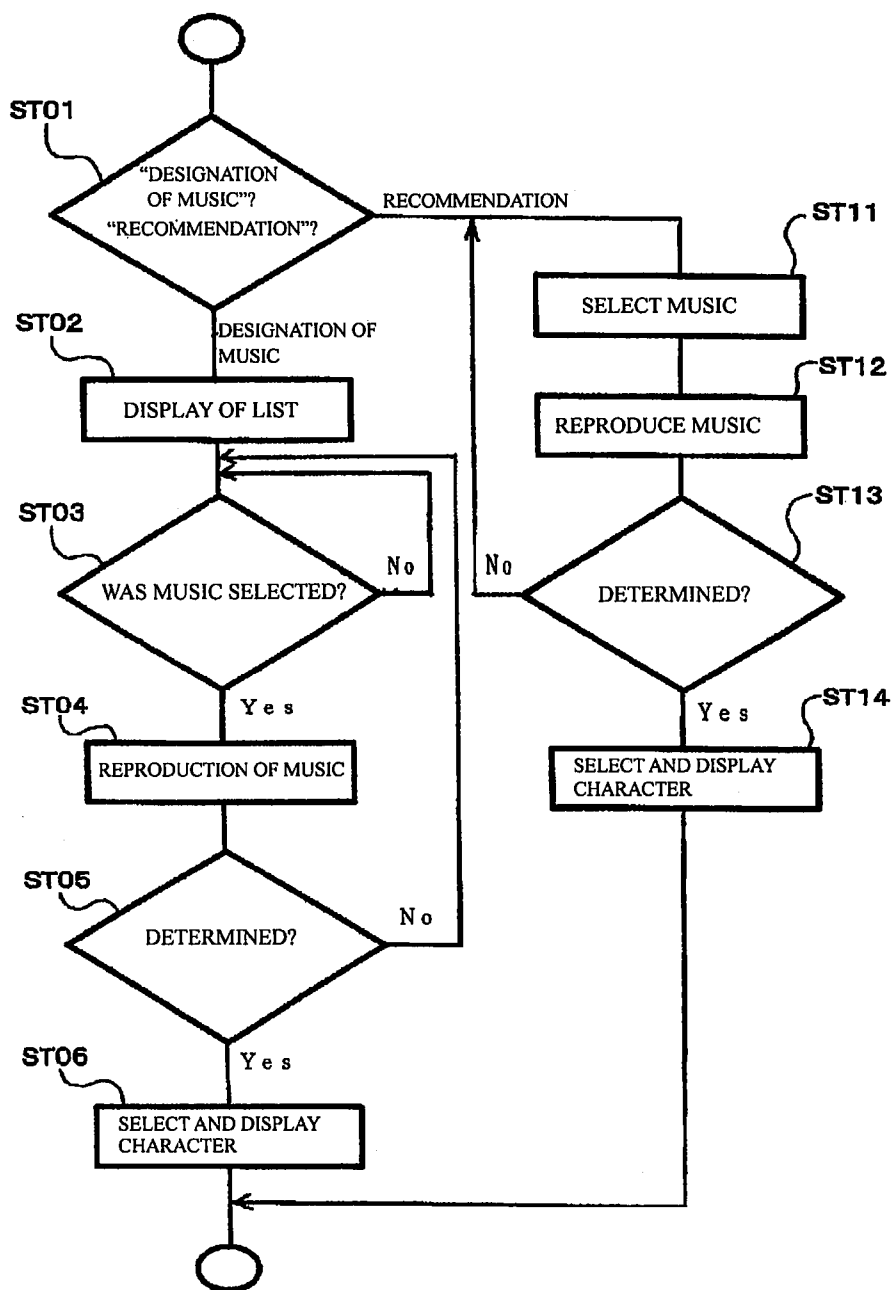 ST01
“DESIGNATION
OF MUSIC”?
“RECOMMENDATION”?
RECOMMENDATION
ST11
SELECT MUSIC
ST02
DESIGNATION OF
MUSIC
DISPLAY OF LIST
ST12
REPRODUCE MUSIC
ST03
WAS MUSIC SELECTED?
No
ST13
No
DETERMINED?
Yes
ST04
REPRODUCTION OF MUSIC
Yes
ST14
SELECT AND DISPLAY
CHARACTER
ST05
DETERMINED?
No
Yes
ST06
SELECT AND DISPLAY
CHARACTER